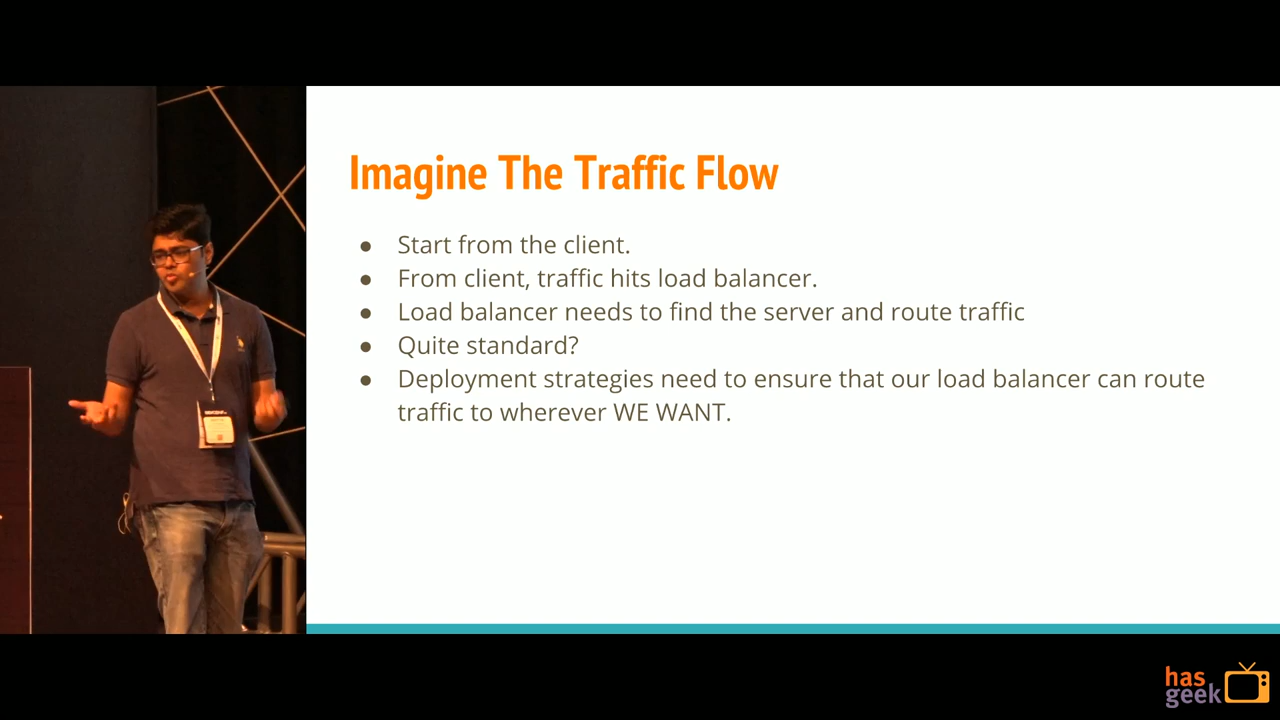 Imagine The Traffic Flow
● Start from the client.
● From client, traffic hits load balancer.
● Load balancer needs to find the server and route traffic
● Quite standard?
● Deployment strategies need to ensure that our load balancer can route
traffic to wherever WE WANT.
has
geek